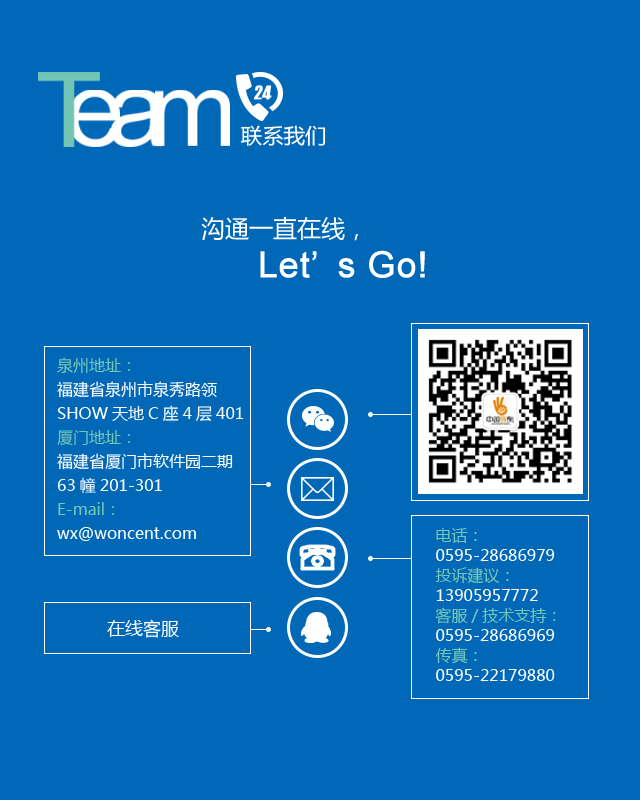 Team
24
联系我们
沟通一直在线，
Let's Go!
泉州地址：
福建省泉州市泉秀路领
SHOW 天地 C 座 4 层 401
厦门地址：
福建省厦门市软件园二期
63 幢 201-301
E-mail：
wx@woncent.com
在线客服
电话：
0595-28686979
投诉建议：
13905957772
客服 / 技术支持：
0595-28686969
传真：
0595-22179880